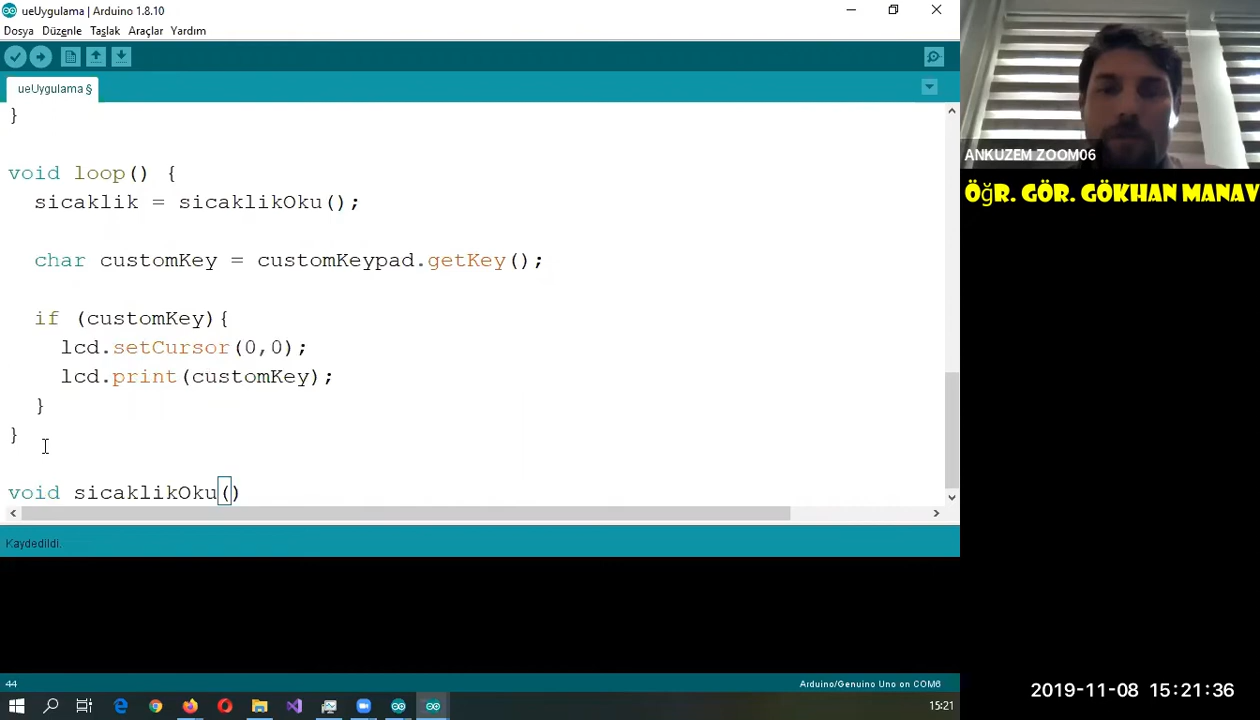 ueUygulama | Arduino 1.8.10
Dosya Düzenle Taslak Araçlar Yardım
ueUygulama §
}
void loop() {
sicaklik = sicaklikOku();
char customKey = customKeypad.getKey();
if (customKey){
lcd.setCursor(0,0);
lcd.print(customKey);
}
}
void sicaklikOku()
Kaydedildi.
44
Arduino/Genuino Uno on COM6
15:21
ANKUZEM ZOOM06
ÖğR. GÖR. GÖKHAN MANAV
2019-11-08 15:21:36